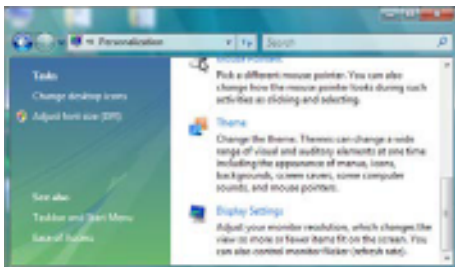 Personalization
Search
Tasks
Change desktop icons
Adjust font size (DPI)
See also
Taskbar and Start Menu
Ease of Access
Mouse Pointers
Pick a different mouse pointer. You can also
change how the mouse pointer looks during such
activities as clicking and selecting.
Theme
Change the theme. Themes can change a wide
range of visual and auditory elements at one time
including the appearance of menus, icons,
backgrounds, screen savers, some computer
sounds, and mouse pointers.
Display Settings
Adjust your monitor resolution, which changes the
view so more or fewer items fit on the screen. You
can also control monitor flicker (refresh rate).